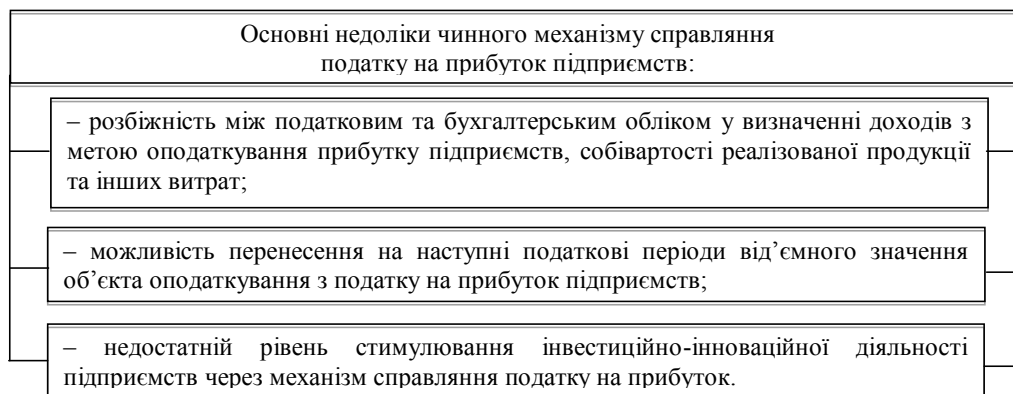 Основні недоліки чинного механізму справляння
податку на прибуток підприємств:
– розбіжність між податковим та бухгалтерським обліком у визначенні доходів з
метою оподаткування прибутку підприємств, собівартості реалізованої продукції
та інших витрат;
– можливість перенесення на наступні податкові періоди від’ємного значення
об’єкта оподаткування з податку на прибуток підприємств;
– недостатній рівень стимулювання інвестиційно-інноваційної діяльності
підприємств через механізм справляння податку на прибуток.